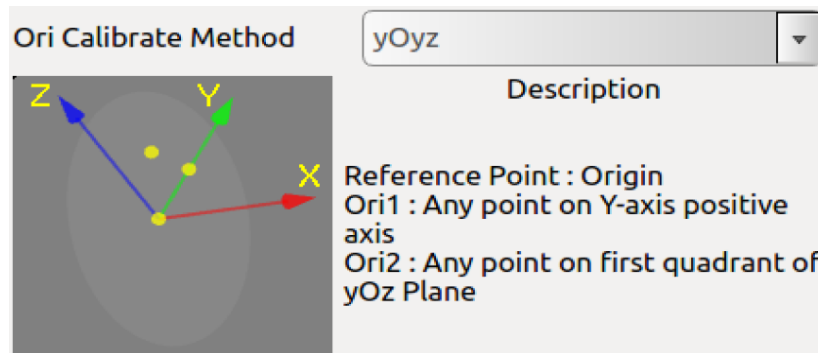 Ori Calibrate Method
yOyz
Description
Z
Y
X
Reference Point : Origin
Ori1 : Any point on Y-axis positive
axis
Ori2 : Any point on first quadrant of
yOz Plane